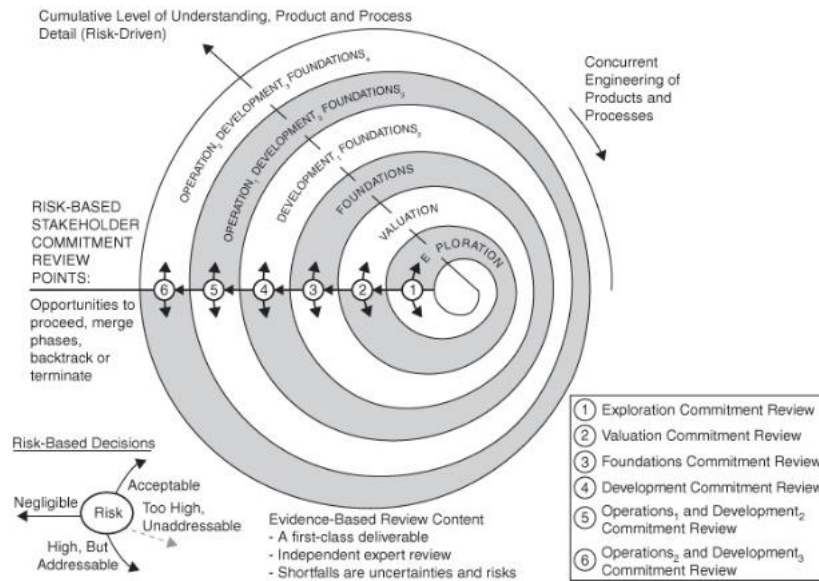 Cumulative Level of Understanding, Product and Process
Detail (Risk-Driven)
Concurrent
Engineering of
Products and
Processes
OPERATION₂ DEVELOPMENT₃ FOUNDATIONS₄
OPERATION₁ DEVELOPMENT₂ FOUNDATIONS₃
DEVELOPMENT₁ FOUNDATIONS₂
FOUNDATIONS
VALUATION
E PLORATION
RISK-BASED
STAKEHOLDER
COMMITMENT
REVIEW
POINTS:
6 5 4 3 2 1
Opportunities to
proceed, merge
phases,
backtrack or
terminate
Risk-Based Decisions
Acceptable
Negligible
Risk
Too High,
Unaddressable
High, But
Addressable
Evidence-Based Review Content
- A first-class deliverable
- Independent expert review
- Shortfalls are uncertainties and risks
1 Exploration Commitment Review
2 Valuation Commitment Review
3 Foundations Commitment Review
4 Development Commitment Review
5 Operations₁ and Development₂
Commitment Review
6 Operations₂ and Development₃
Commitment Review